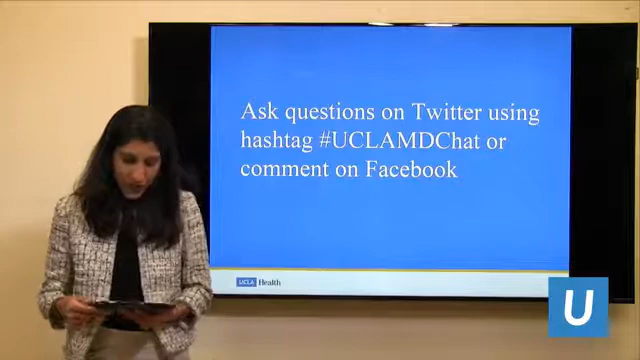 Ask questions on Twitter using
hashtag #UCLAMDChat or
comment on Facebook
UCLA Health
U